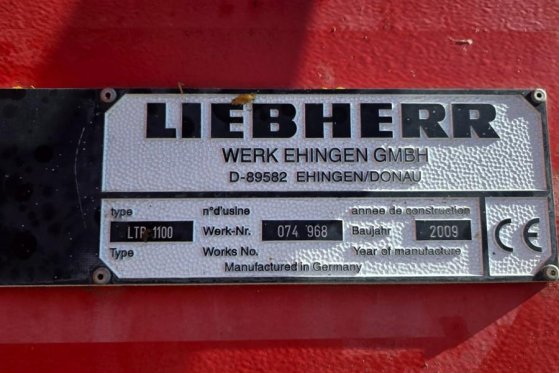 LIEBHERR
WERK EHINGEN GMBH
D-89582 EHINGEN/DONAU
type n°d'usine annee de construction
LTR 1100 Werk-Nr. 074 968 Baujahr 2009
Type Works No. Year of manufacture
Manufactured in Germany
CE